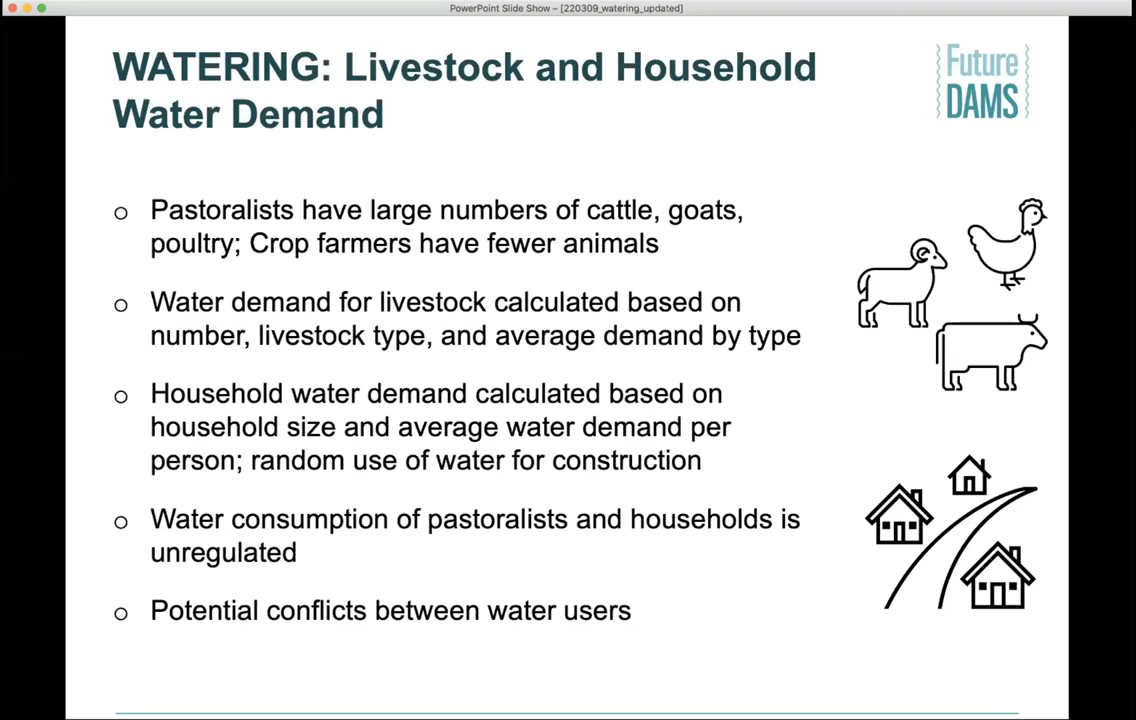 PowerPoint Slide Show – [220309_watering_updated]
WATERING: Livestock and Household
Water Demand
Future
DAMS
o Pastoralists have large numbers of cattle, goats,
poultry; Crop farmers have fewer animals
o Water demand for livestock calculated based on
number, livestock type, and average demand by type
o Household water demand calculated based on
household size and average water demand per
person; random use of water for construction
o Water consumption of pastoralists and households is
unregulated
o Potential conflicts between water users